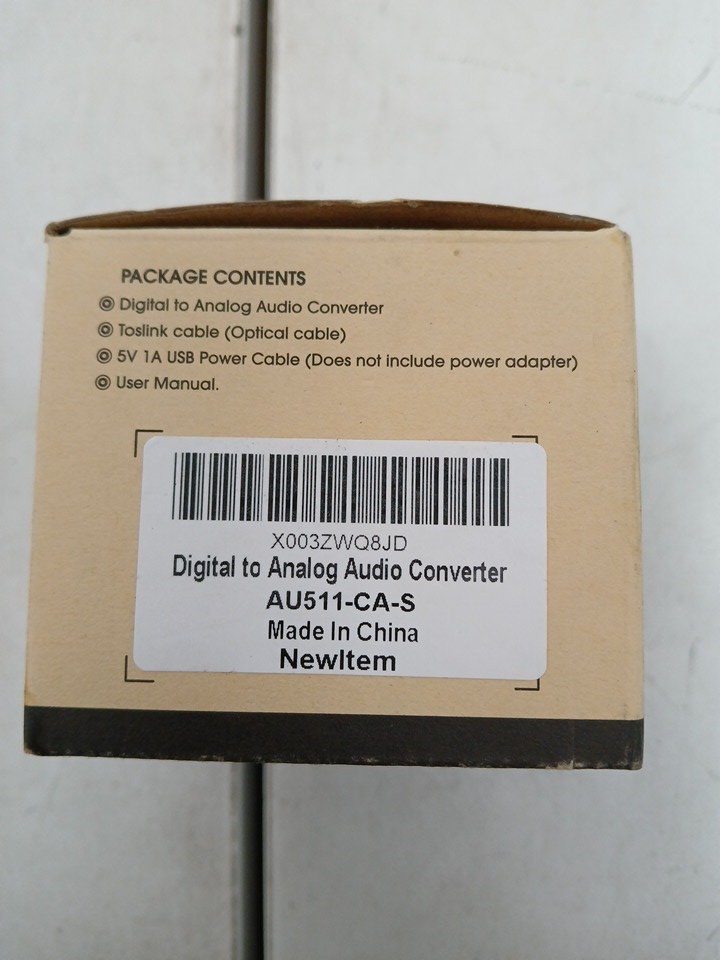 PACKAGE CONTENTS
Digital to Analog Audio Converter
Toslink cable (Optical cable)
5V 1A USB Power Cable (Does not include power adapter)
User Manual.
X003ZWQ8JD
Digital to Analog Audio Converter
AU511-CA-S
Made In China
NewItem